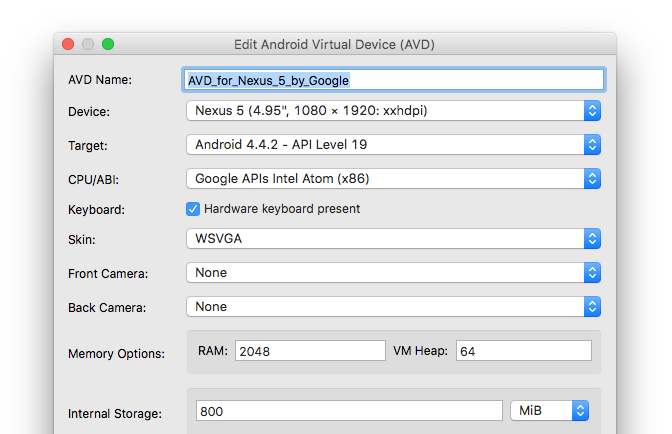 Edit Android Virtual Device (AVD)
AVD Name: AVD_for_Nexus_5_by_Google
Device: Nexus 5 (4.95", 1080 × 1920: xxhdpi)
Target: Android 4.4.2 - API Level 19
CPU/ABI: Google APIs Intel Atom (x86)
Keyboard: Hardware keyboard present
Skin: WSVGA
Front Camera: None
Back Camera: None
Memory Options: RAM: 2048 VM Heap: 64
Internal Storage: 800 MiB